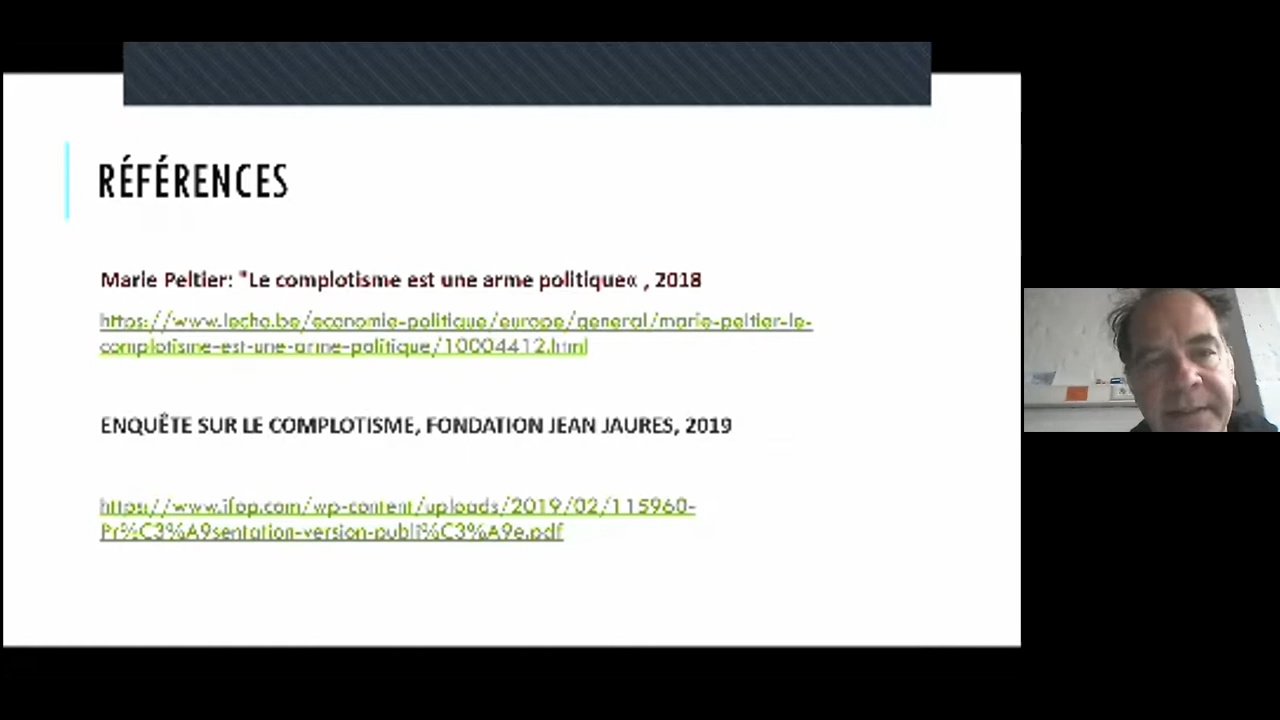 RÉFÉRENCES
Marie Peltier: "Le complotisme est une arme politique« , 2018
https://www.lecho.be/economie-politique/europe/general/marie-peltier-le-
complotisme-est-une-arme-politique/10004412.html
ENQUÊTE SUR LE COMPLOTISME, FONDATION JEAN JAURES, 2019
https://www.ifop.com/wp-content/uploads/2019/02/115960-
Pr%C3%A9sentation-version-publi%C3%A9e.pdf